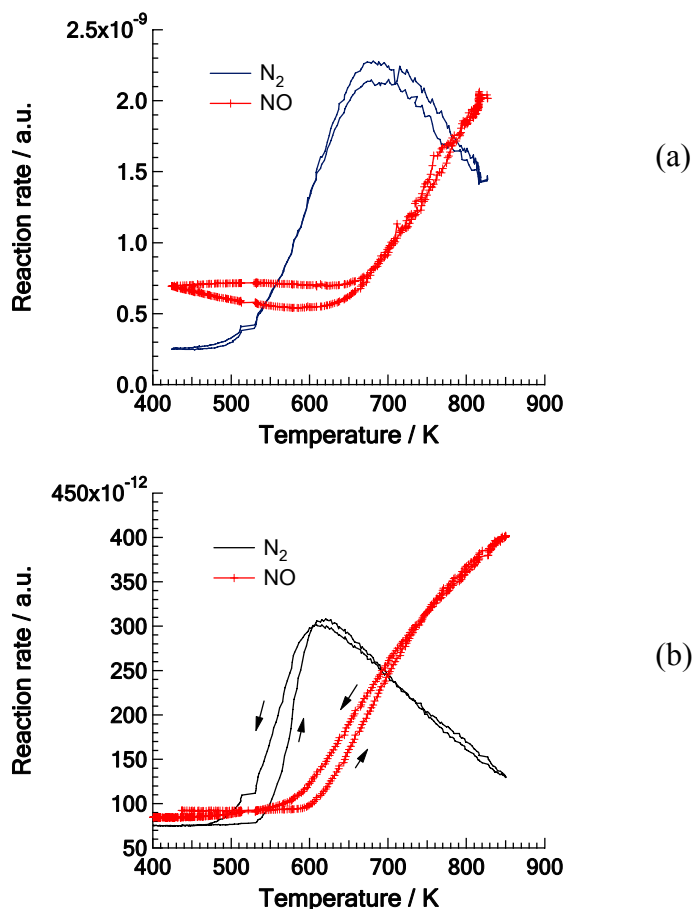 2.5x10⁻⁹
2.0
1.5
1.0
0.5
0.0
Reaction rate / a.u.
N₂
NO
400 500 600 700 800 900
Temperature / K
(a)
450x10⁻¹²
400
350
300
250
200
150
100
50
Reaction rate / a.u.
N₂
NO
400 500 600 700 800 900
Temperature / K
(b)